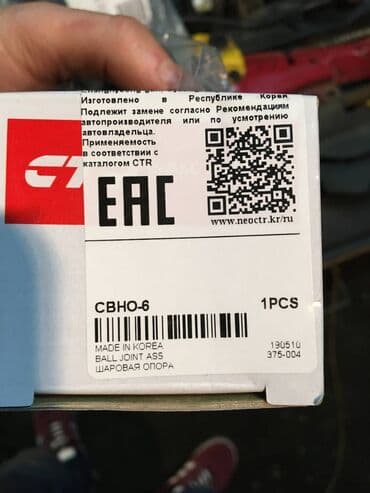 Изготовлено в Республике Корея
Подлежит замене согласно Рекомендациям
автопроизводителя или по усмотрению
автовладельца.
Применяемость
в соответствии с
каталогом CTR
EAC
www.neoctr.kr/ru
CBHO-6 1PCS
MADE IN KOREA 190510
BALL JOINT ASS 375-004
ШАРОВАЯ ОПОРА